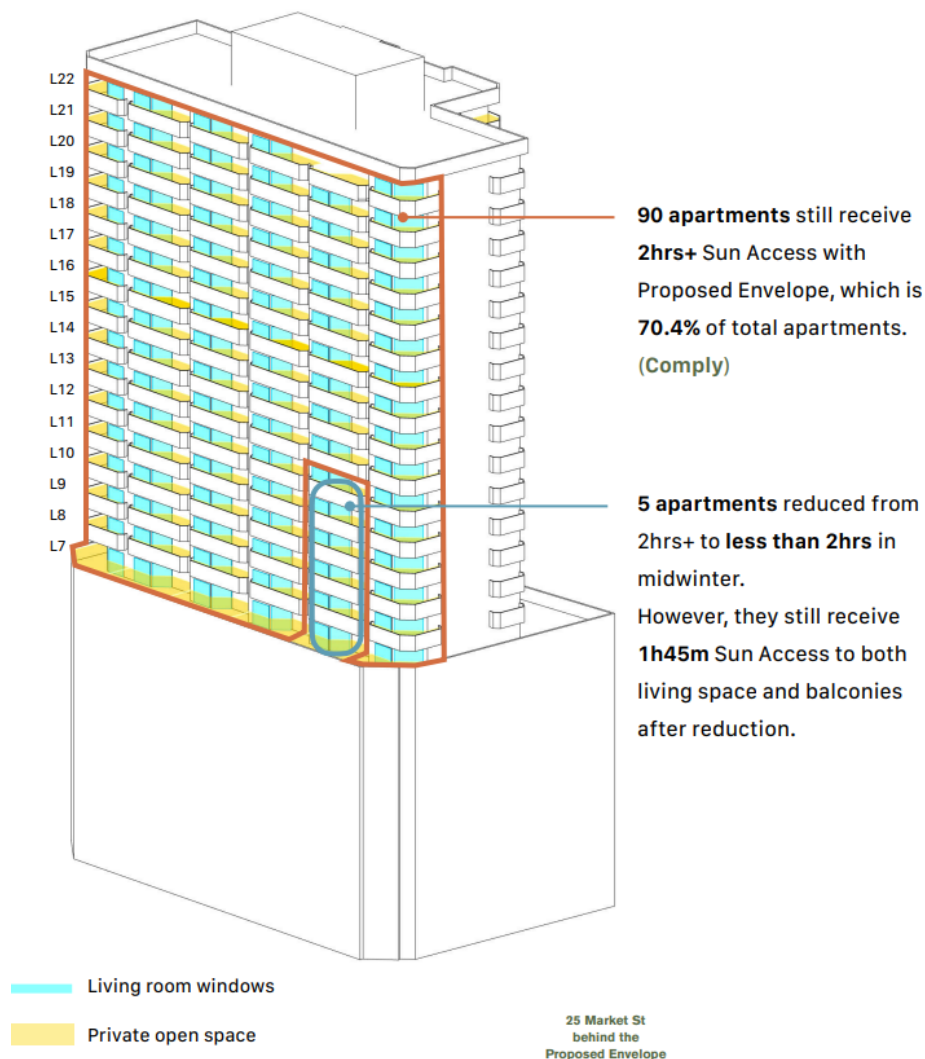 L22
L21
L20
L19
L18
L17
L16
L15
L14
L13
L12
L11
L10
L9
L8
L7
90 apartments still receive
2hrs+ Sun Access with
Proposed Envelope, which is
70.4% of total apartments.
(Comply)
5 apartments reduced from
2hrs+ to less than 2hrs in
midwinter.
However, they still receive
1h45m Sun Access to both
living space and balconies
after reduction.
Living room windows
Private open space
25 Market St
behind the
Proposed Envelope